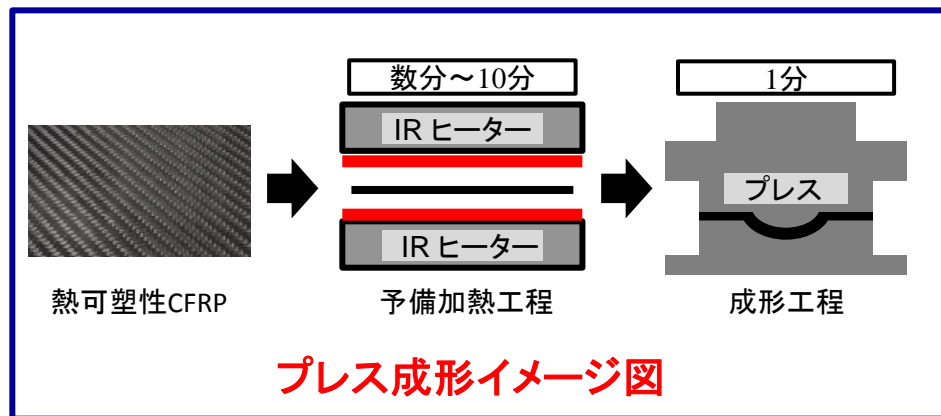 数分～10分
1分
IR ヒーター
プレス
IR ヒーター
熱可塑性CFRP
予備加熱工程
成形工程
プレス成形イメージ図